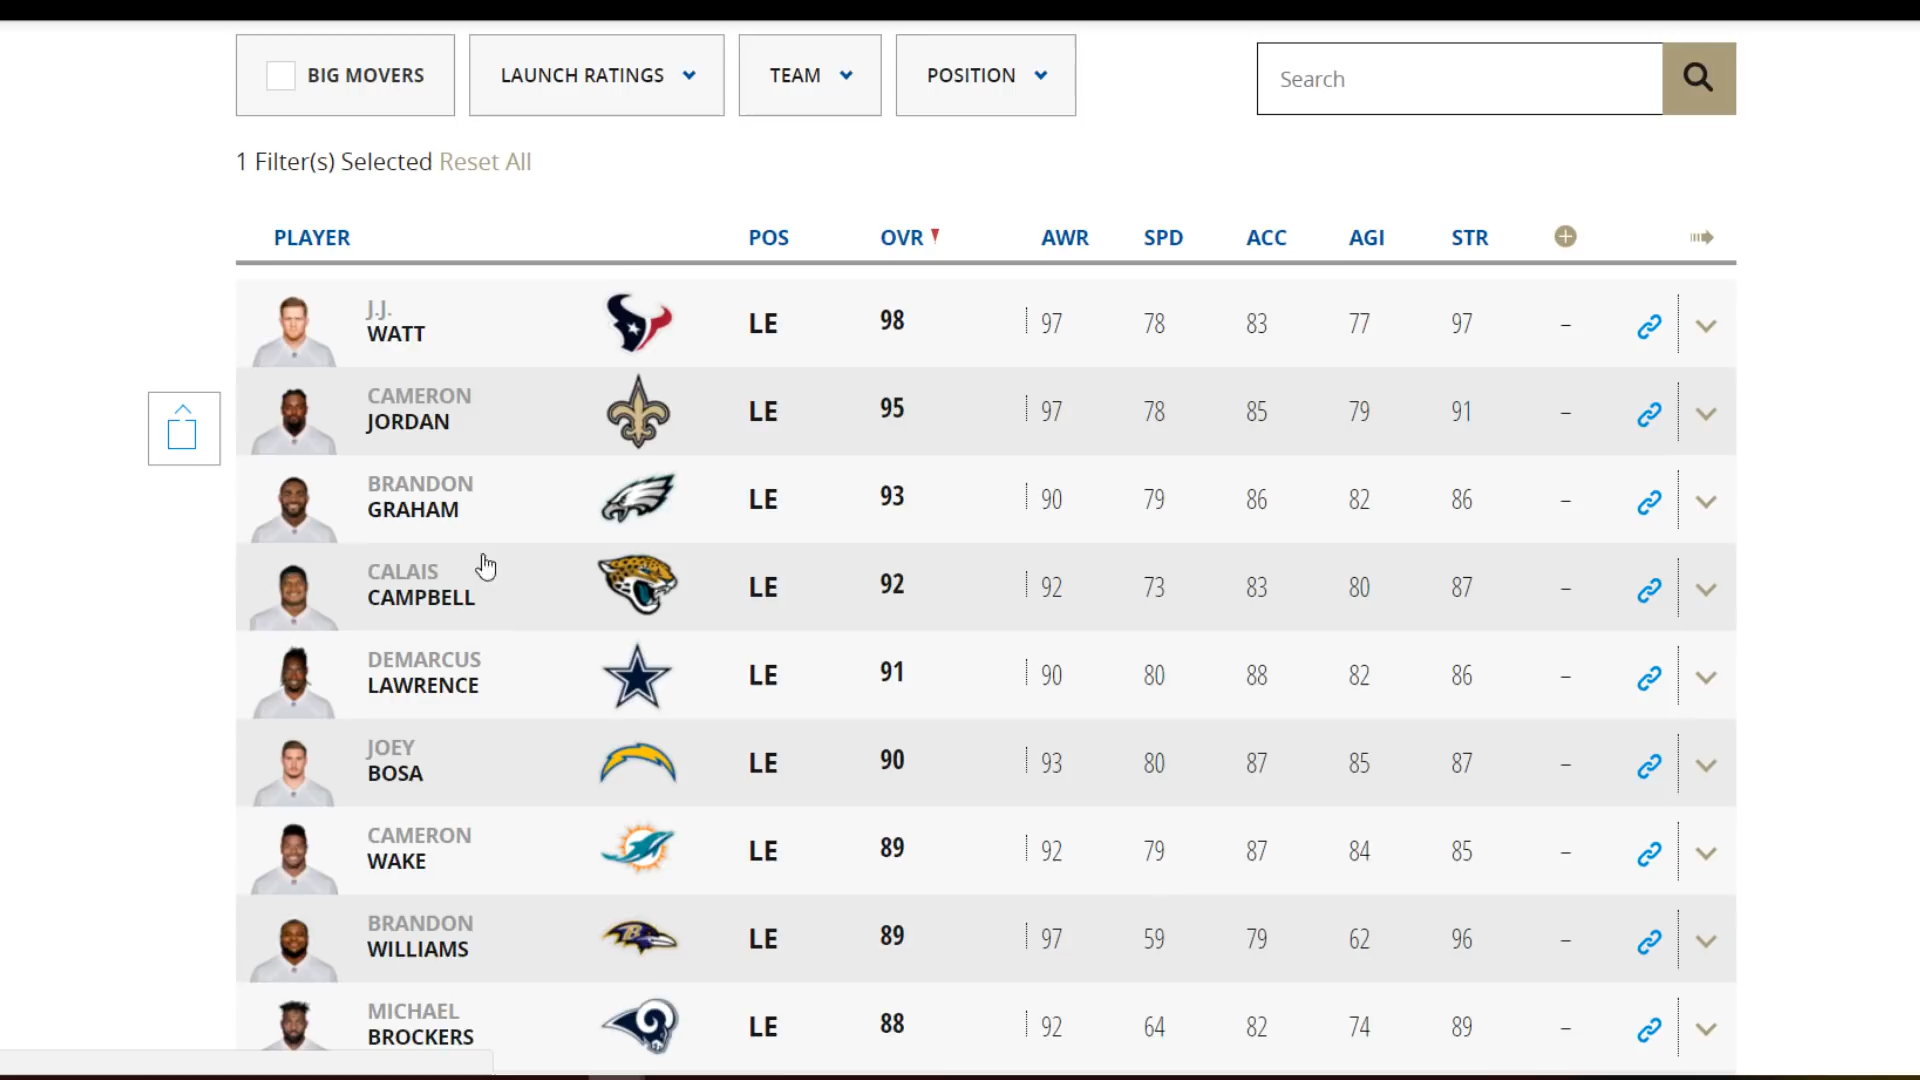 BIG MOVERS LAUNCH RATINGS TEAM POSITION Search
1 Filter(s) Selected Reset All
PLAYER POS OVR AWR SPD ACC AGI STR
J.J.
WATT LE 98 97 78 83 77 97 –
CAMERON
JORDAN LE 95 97 78 85 79 91 –
BRANDON
GRAHAM LE 93 90 79 86 82 86 –
CALAIS
CAMPBELL LE 92 92 73 83 80 87 –
DEMARCUS
LAWRENCE LE 91 90 80 88 82 86 –
JOEY
BOSA LE 90 93 80 87 85 87 –
CAMERON
WAKE LE 89 92 79 87 84 85 –
BRANDON
WILLIAMS LE 89 97 59 79 62 96 –
MICHAEL
BROCKERS LE 88 92 64 82 74 89 –